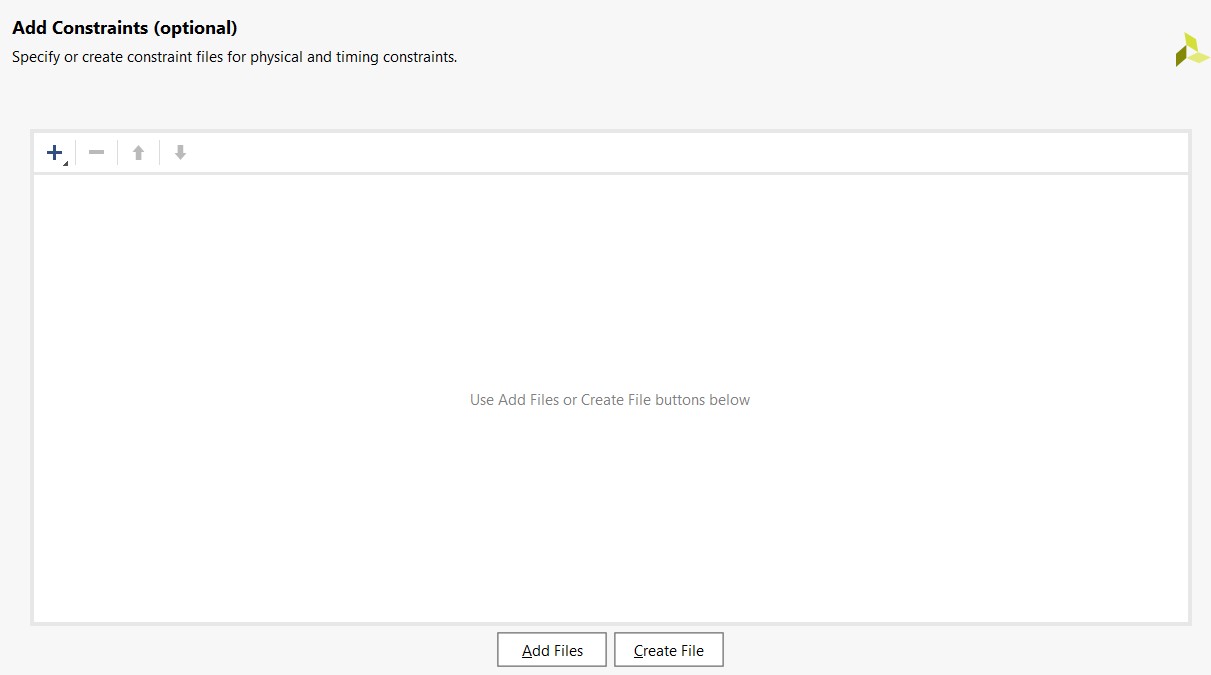 Add Constraints (optional)
Specify or create constraint files for physical and timing constraints.
Use Add Files or Create File buttons below
Add Files
Create File